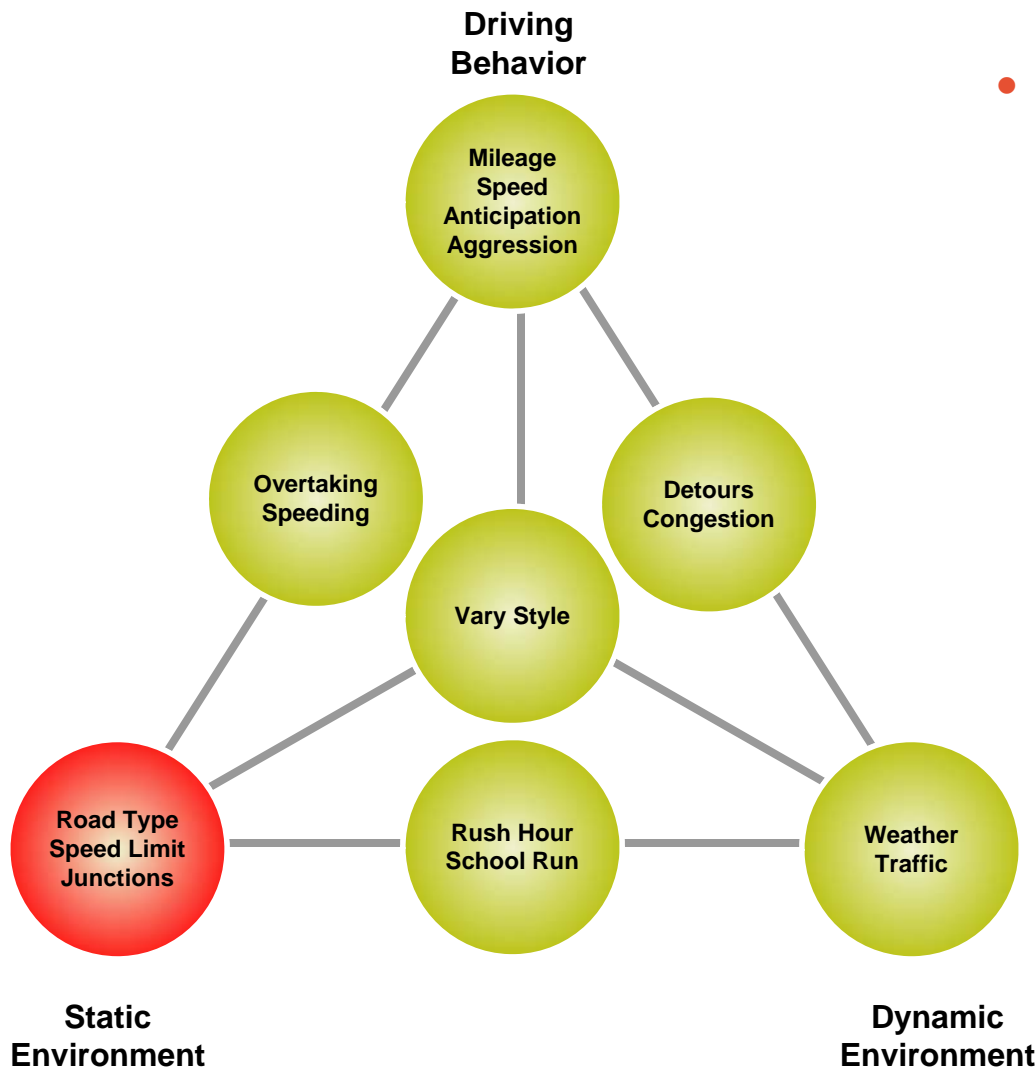 Driving
Behavior
Mileage
Speed
Anticipation
Aggression
Overtaking
Speeding
Detours
Congestion
Vary Style
Road Type
Speed Limit
Junctions
Rush Hour
School Run
Weather
Traffic
Static
Environment
Dynamic
Environment